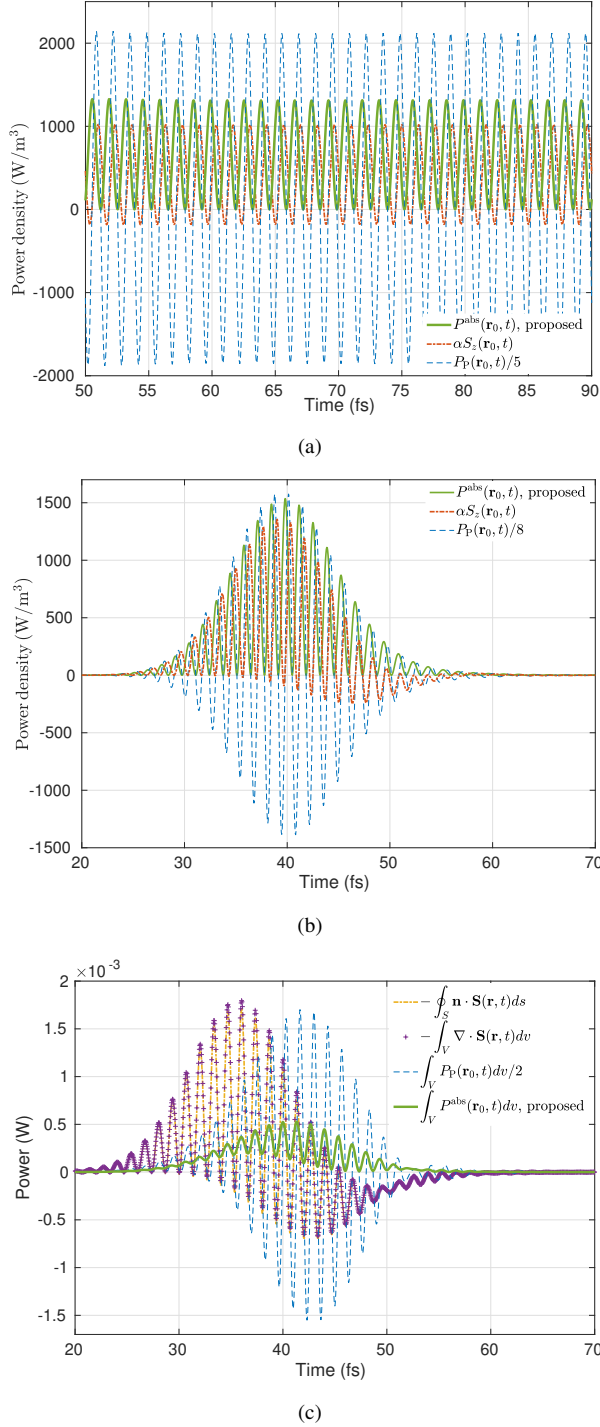 2000
1000
0
-1000
-2000
Power density (W/m³)
50 55 60 65 70 75 80 85 90
Time (fs)
P^abs(r₀, t), proposed
αS_z(r₀, t)
P_P(r₀, t)/5
(a)
1500
1000
500
0
-500
-1000
-1500
Power density (W/m³)
20 30 40 50 60 70
Time (fs)
P^abs(r₀, t), proposed
αS_z(r₀, t)
P_P(r₀, t)/8
(b)
×10⁻³
2
1.5
1
0.5
0
-0.5
-1
-1.5
Power (W)
20 30 40 50 60 70
Time (fs)
−∮_S n · S(r, t)ds
−∫_V ∇ · S(r, t)dv
∫_V P_P(r₀, t)dv/2
∫_V P^abs(r₀, t)dv, proposed
(c)